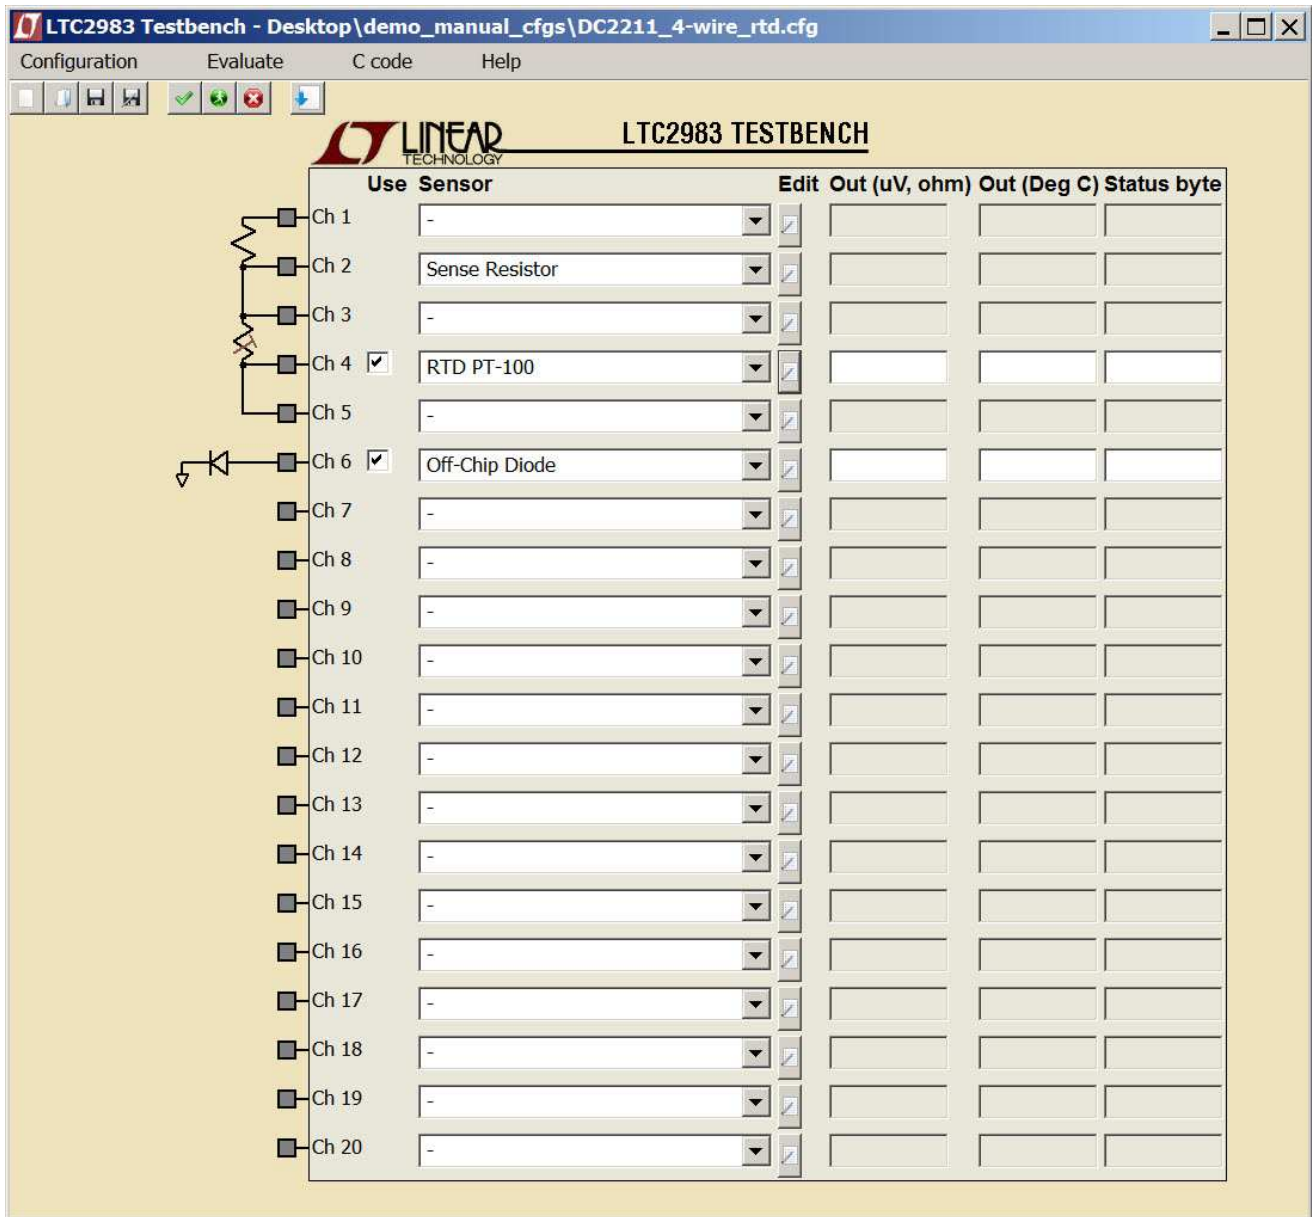 LTC2983 Testbench - Desktop\demo_manual_cfgs\DC2211_4-wire_rtd.cfg
Configuration Evaluate C code Help
LINEAR TECHNOLOGY LTC2983 TESTBENCH
Use Sensor Edit Out (uV, ohm) Out (Deg C) Status byte
Ch 1 -
Ch 2 Sense Resistor
Ch 3 -
Ch 4 RTD PT-100
Ch 5 -
Ch 6 Off-Chip Diode
Ch 7 -
Ch 8 -
Ch 9 -
Ch 10 -
Ch 11 -
Ch 12 -
Ch 13 -
Ch 14 -
Ch 15 -
Ch 16 -
Ch 17 -
Ch 18 -
Ch 19 -
Ch 20 -